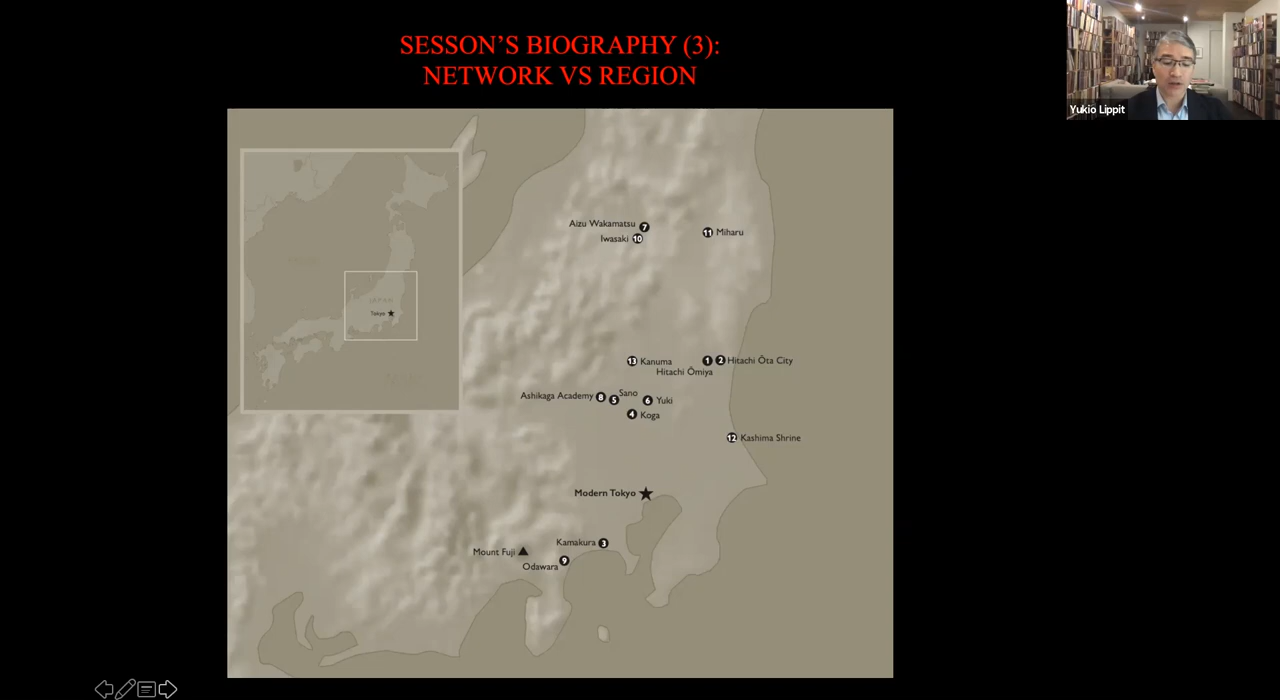 SESSON'S BIOGRAPHY (3):
NETWORK VS REGION
Yukio Lippit
Aizu Wakamatsu 7
Iwasaki 10
11 Miharu
JAPAN
Tokyo
13 Kanuma
1 2 Hitachi Ōta City
Hitachi Ōmiya
Ashikaga Academy 8
5 Sano
6 Yuki
4 Koga
12 Kashima Shrine
Modern Tokyo
Kamakura 3
Mount Fuji
9
Odawara